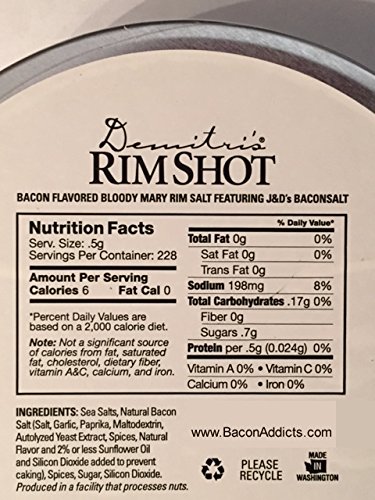 Demitri's®
RIM SHOT
BACON FLAVORED BLOODY MARY RIM SALT FEATURING J&D's BACONSALT
Nutrition Facts
Serv. Size: .5g
Servings Per Container: 228
Amount Per Serving
Calories 6 Fat Cal 0
*Percent Daily Values are
based on a 2,000 calorie diet.
Note: Not a significant source
of calories from fat, saturated
fat, cholesterol, dietary fiber,
vitamin A&C, calcium, and iron.
% Daily Value*
Total Fat 0g 0%
Sat Fat 0g 0%
Trans Fat 0g
Sodium 198mg 8%
Total Carbohydrates .17g 0%
Fiber 0g
Sugars .7g
Protein per .5g (0.024g) 0%
Vitamin A 0% • Vitamin C 0%
Calcium 0% • Iron 0%
INGREDIENTS: Sea Salts, Natural Bacon
Salt (Salt, Garlic, Paprika, Maltodextrin,
Autolyzed Yeast Extract, Spices, Natural
Flavor and 2% or less Sunflower Oil
and Silicon Dioxide added to prevent
caking), Spices, Sugar, Silicon Dioxide.
Produced in a facility that processes nuts.
www.BaconAddicts.com
PLEASE
RECYCLE
MADE
IN
WASHINGTON